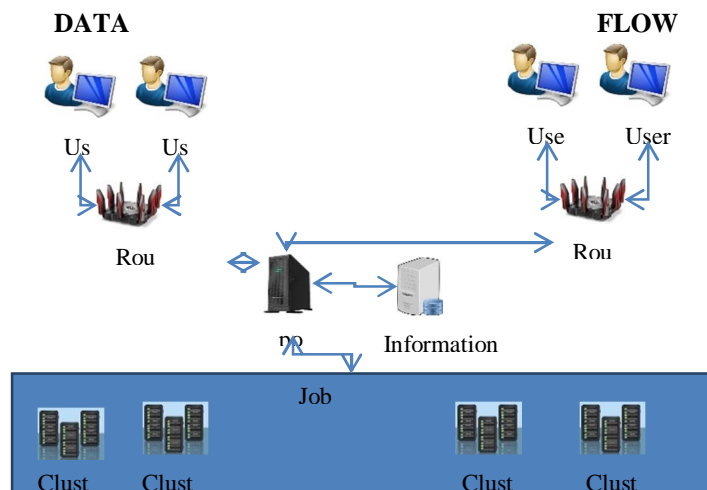 DATA FLOW
Us Us Use User
Rou Rou
Information
Job
Clust Clust Clust Clust